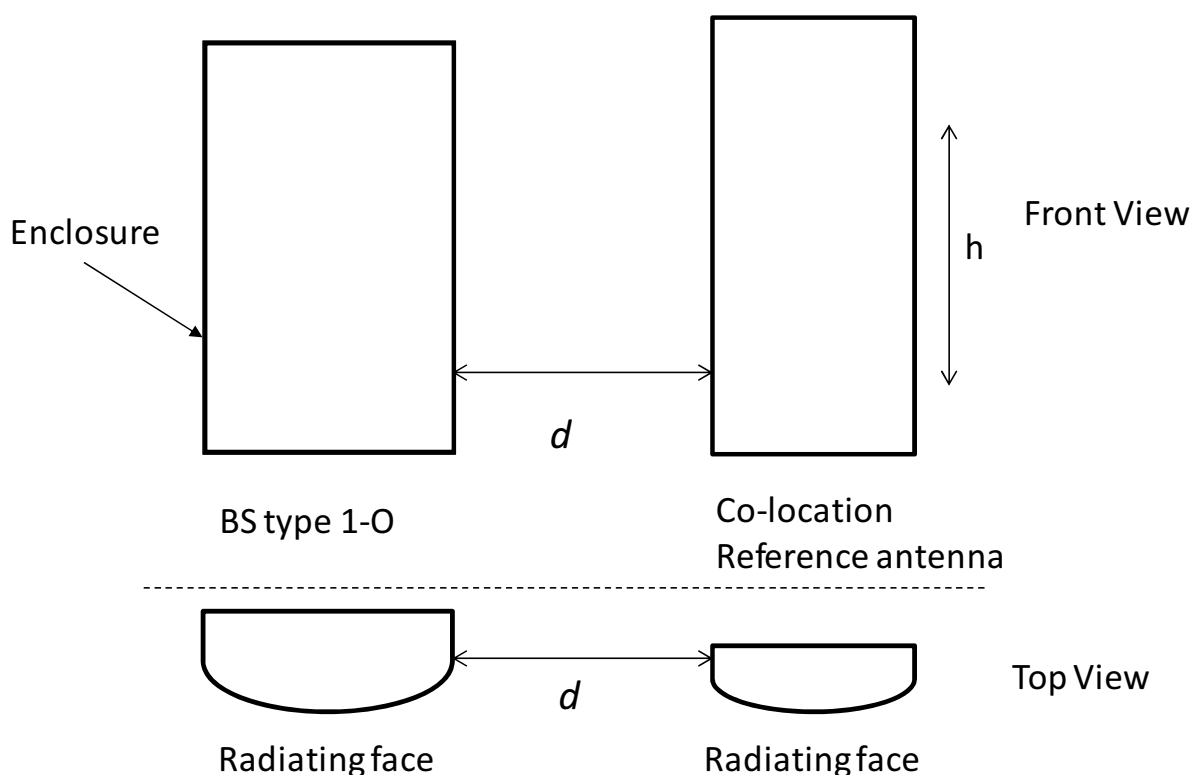 Enclosure
Front View
h
d
BS type 1-O
Co-location
Reference antenna
d
Top View
Radiating face
Radiating face